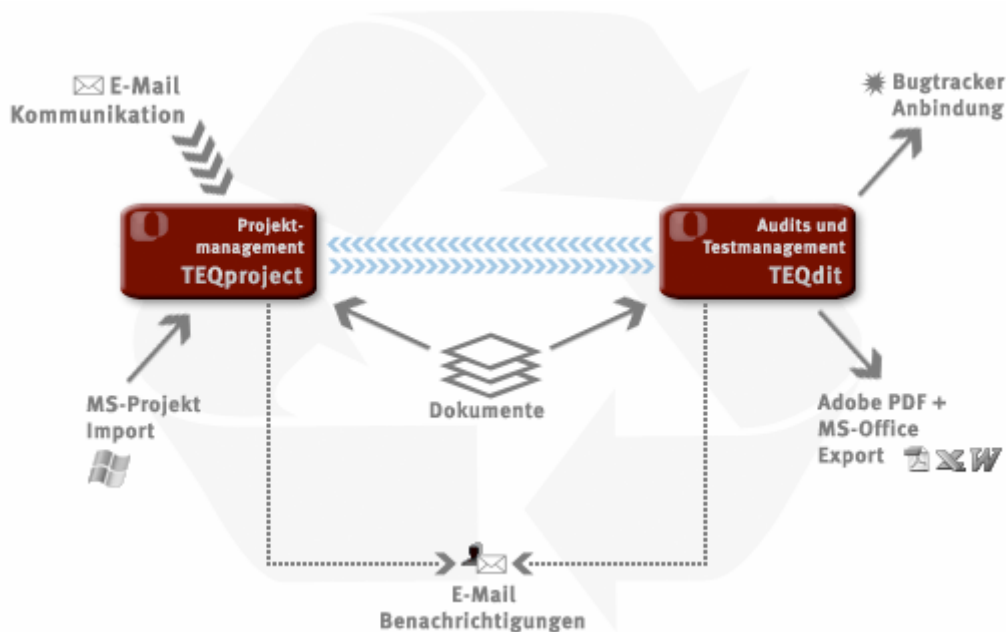 E-Mail
Kommunikation
Bugtracker
Anbindung
Projekt-
management
TEQproject
Audits und
Testmanagement
TEQdit
MS-Projekt
Import
Dokumente
Adobe PDF +
MS-Office
Export
E-Mail
Benachrichtigungen